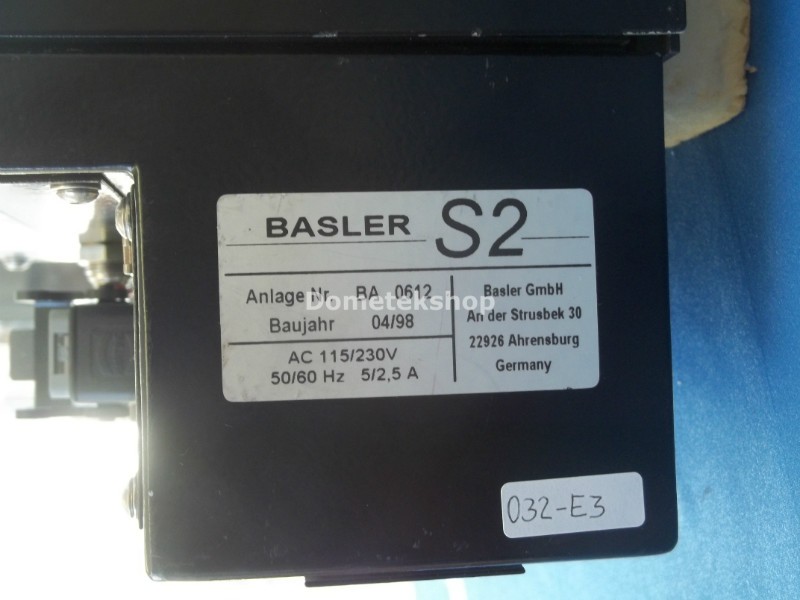 BASLER S2
Anlage Nr. BA 0612
Baujahr 04/98
AC 115/230V
50/60 Hz 5/2,5 A
Basler GmbH
An der Strusbek 30
22926 Ahrensburg
Germany
Dometekshop
032-E3